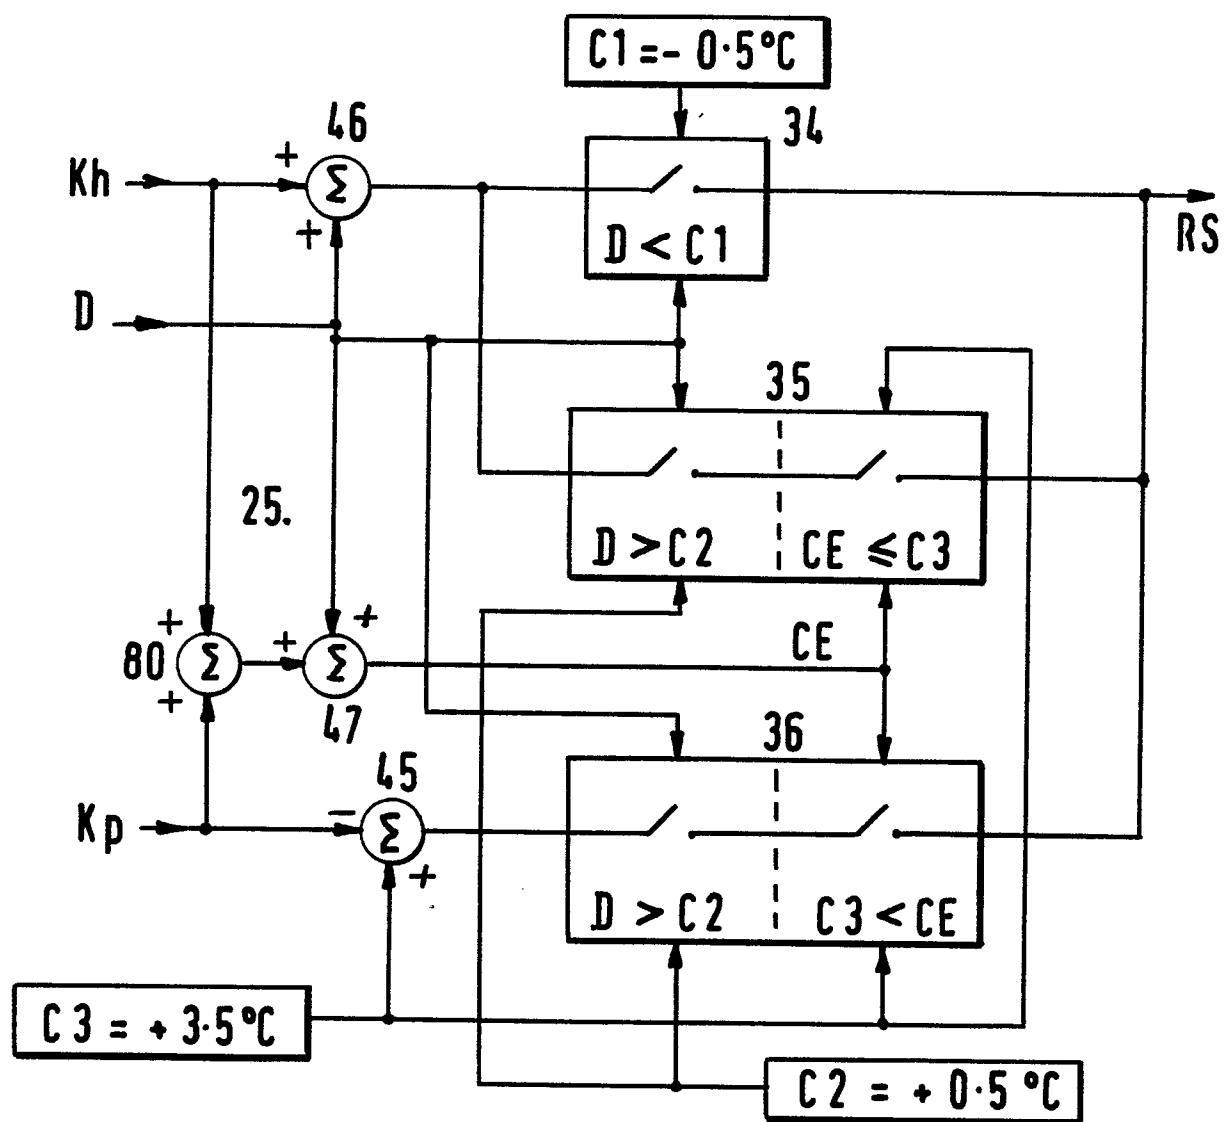 C1 = - 0·5°C
46
34
Kh
+
Σ
+
D < C1
RS
D
35
25.
D > C2
CE ≤ C3
+
+
+
80
Σ
Σ
CE
+
47
36
45
Kp
-
Σ
+
D > C2
C3 < CE
C3 = + 3·5°C
C2 = + 0·5 °C